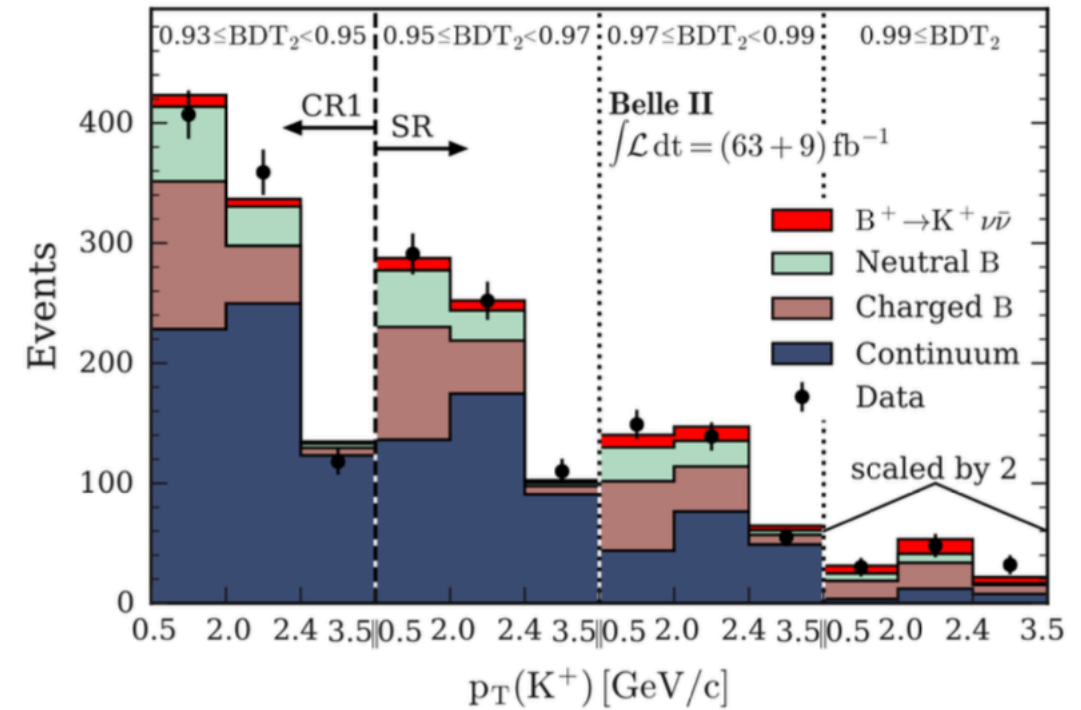 0.93≤BDT₂<0.95 0.95≤BDT₂<0.97 0.97≤BDT₂<0.99 0.99≤BDT₂
CR1
SR
Belle II
∫ℒ dt = (63 + 9) fb⁻¹
B⁺→K⁺νν̄
Neutral B
Charged B
Continuum
Data
scaled by 2
Events
400
300
200
100
0
0.5 2.0 2.4 3.5||0.5 2.0 2.4 3.5||0.5 2.0 2.4 3.5||0.5 2.0 2.4 3.5
p_T(K⁺) [GeV/c]